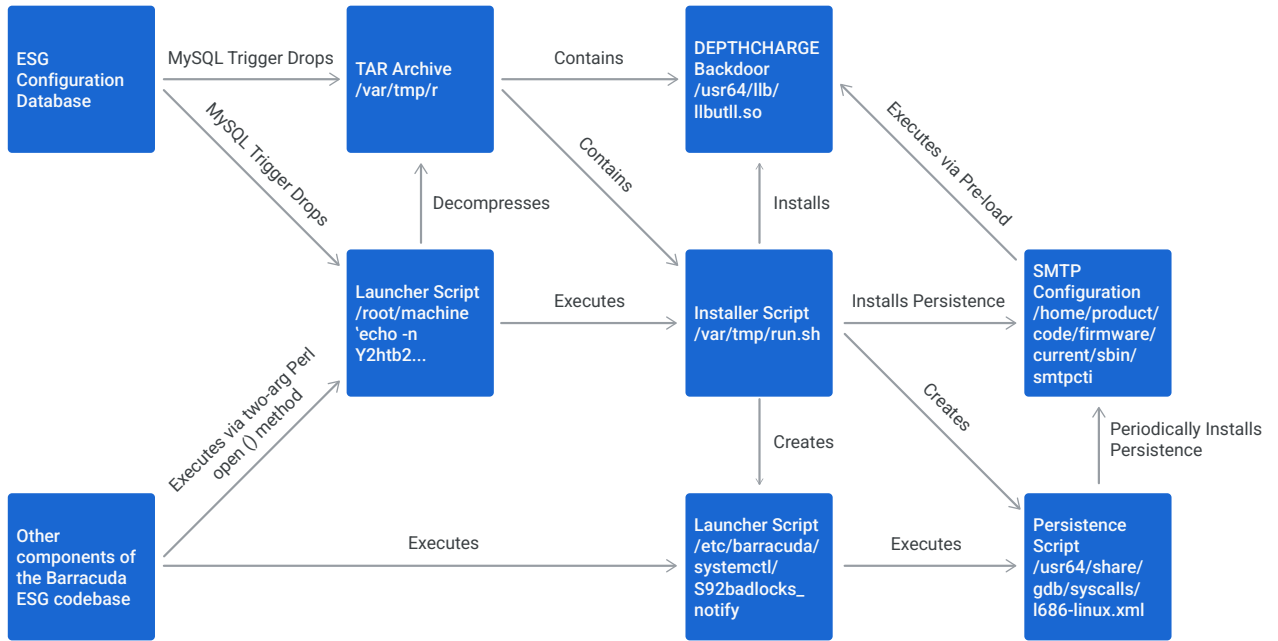 ESG
Configuration
Database
MySQL Trigger Drops
TAR Archive
/var/tmp/r
Contains
DEPTHCHARGE
Backdoor
/usr64/llb/
llbutll.so
MySQL Trigger Drops
Contains
Executes via Pre-load
Decompresses
Installs
Launcher Script
/root/machine
‘echo -n
Y2htb2...
Executes
Installer Script
/var/tmp/run.sh
Installs Persistence
SMTP
Configuration
/home/product/
code/firmware/
current/sbin/
smtpcti
Executes via two-arg Perl
open () method
Creates
Creates
Periodically Installs
Persistence
Other
components of
the Barracuda
ESG codebase
Executes
Launcher Script
/etc/barracuda/
systemctl/
S92badlocks_
notify
Executes
Persistence
Script
/usr64/share/
gdb/syscalls/
l686-linux.xml